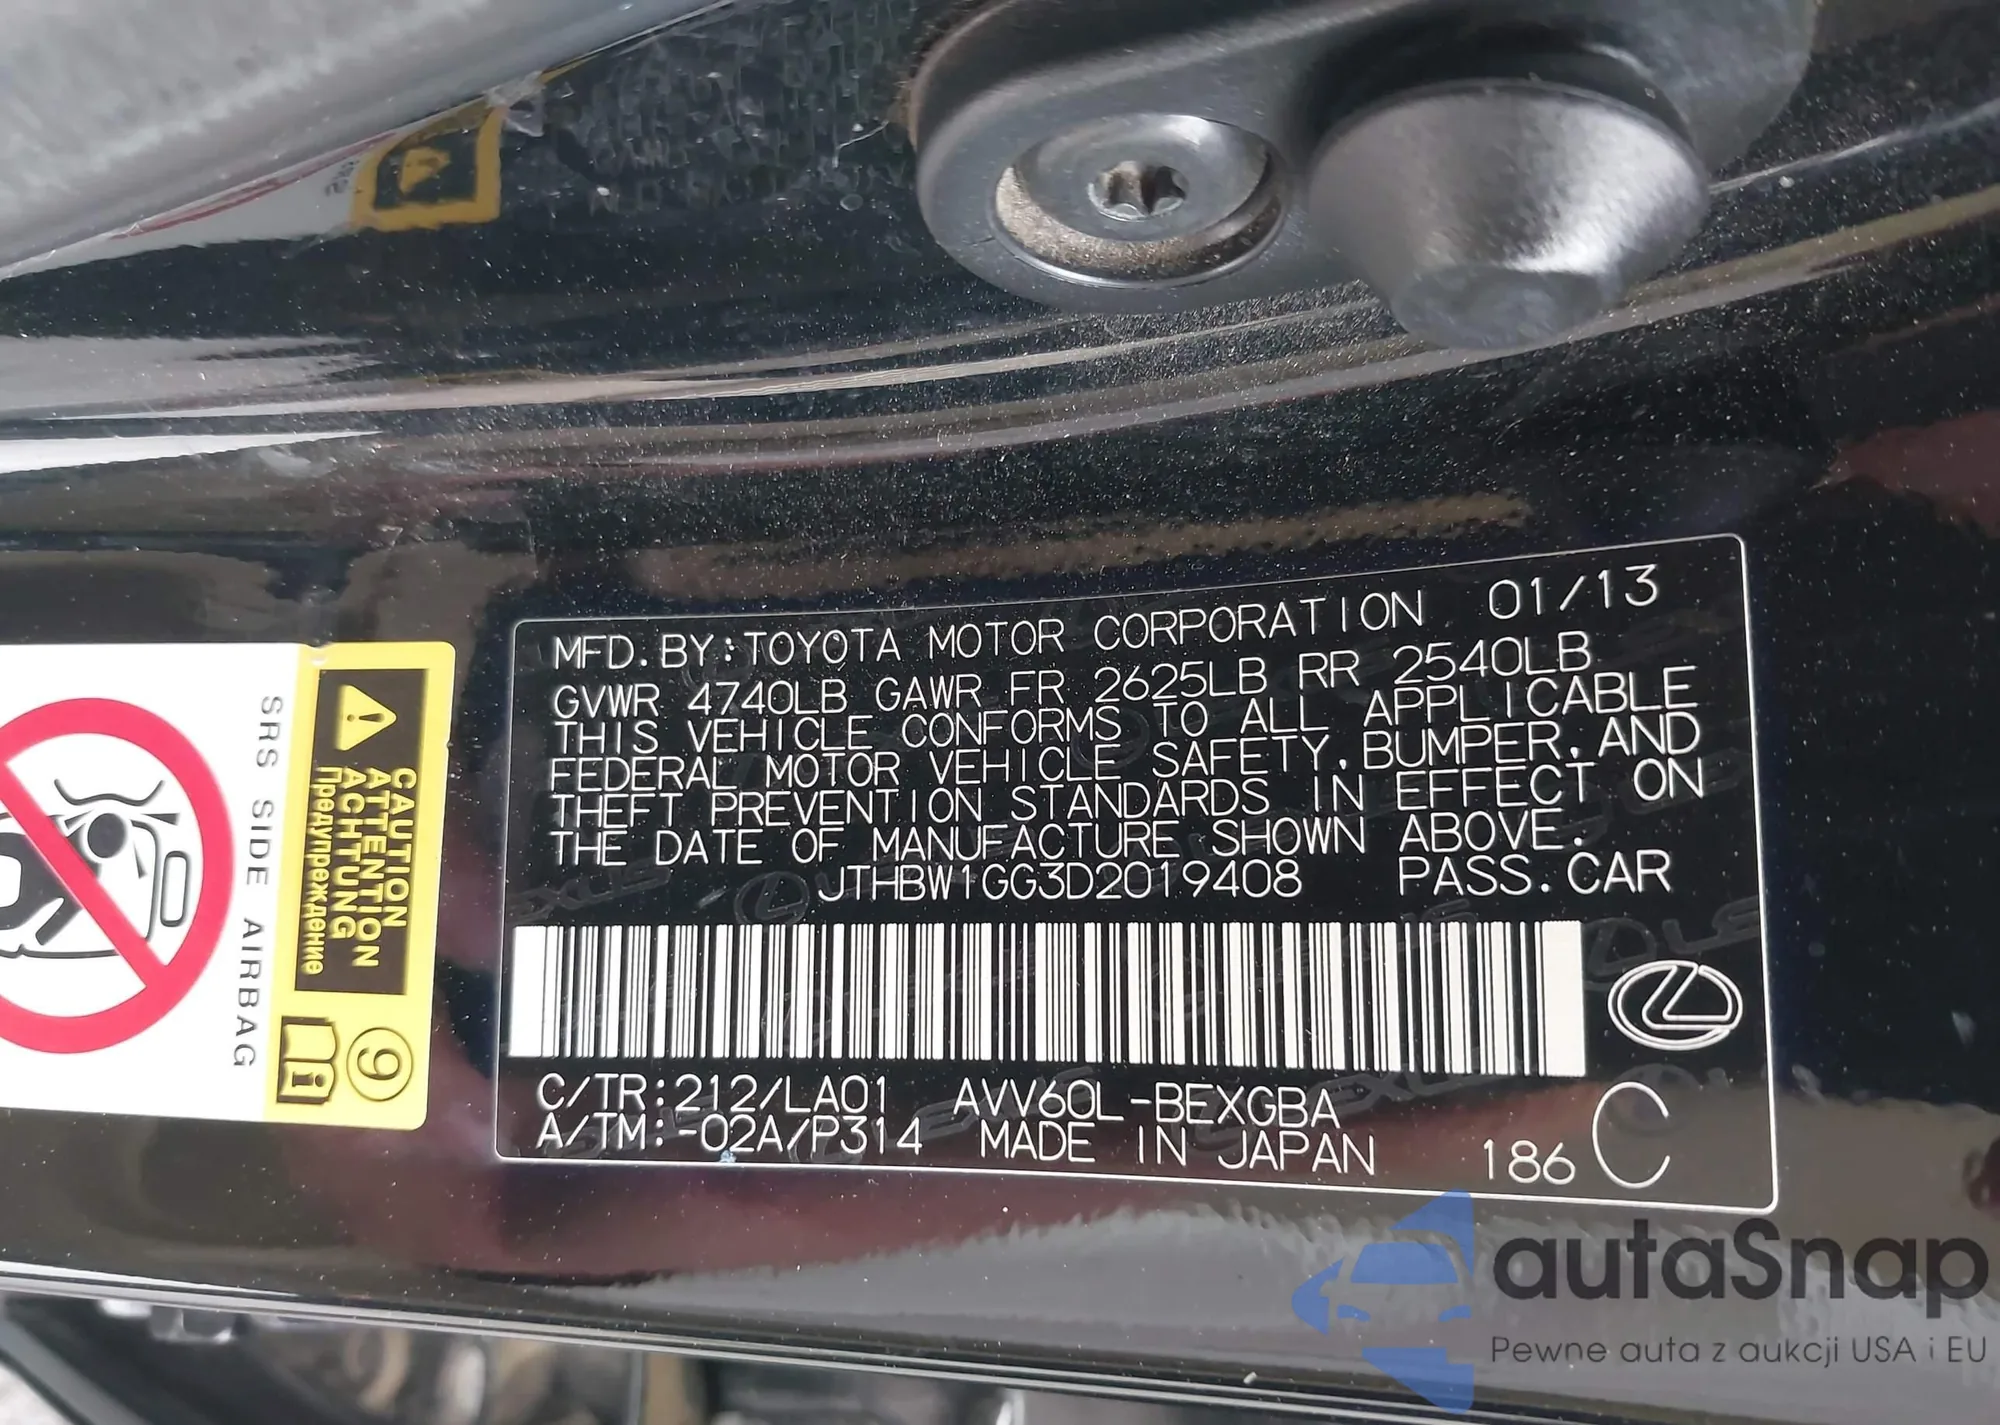 MFD. BY:TOYOTA MOTOR CORPORATION 01/13
GVWR 4740LB GAWR FR 2625LB RR 2540LB
THIS VEHICLE CONFORMS TO ALL APPLICABLE
FEDERAL MOTOR VEHICLE SAFETY, BUMPER, AND
THEFT PREVENTION STANDARDS IN EFFECT ON
THE DATE OF MANUFACTURE SHOWN ABOVE.
JTHBW1GG3D2019408 PASS. CAR
C/TR:212/LA01 AVV60L-BEXGBA
A/TM:-02A/P314 MADE IN JAPAN 186 C
CAUTION
ATTENTION
ACHTUNG
Предупреждение
9
SRS SIDE AIRBAG
autaSnap
Pewne auta z aukcji USA i EU